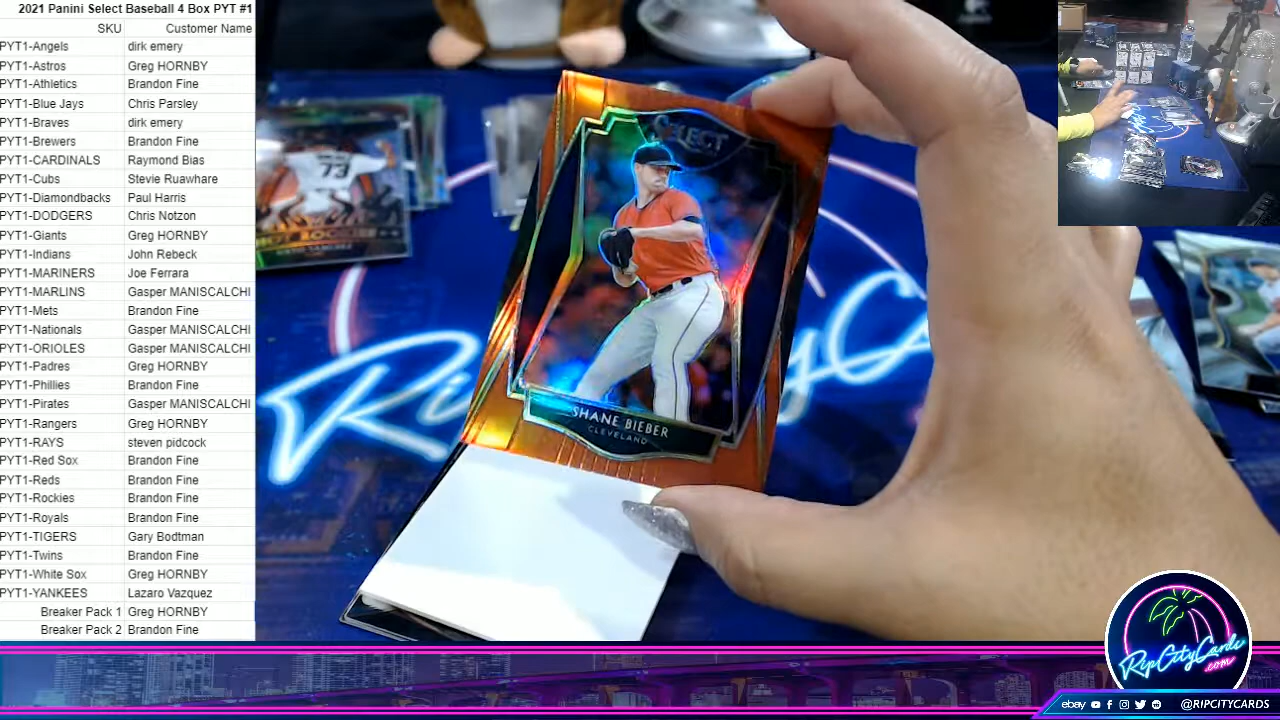 2021 Panini Select Baseball 4 Box PYT #1
SKU Customer Name
PYT1-Angels dirk emery
PYT1-Astros Greg HORNBY
PYT1-Athletics Brandon Fine
PYT1-Blue Jays Chris Parsley
PYT1-Braves dirk emery
PYT1-Brewers Brandon Fine
PYT1-CARDINALS Raymond Bias
PYT1-Cubs Stevie Ruawhare
PYT1-Diamondbacks Paul Harris
PYT1-DODGERS Chris Notzon
PYT1-Giants Greg HORNBY
PYT1-Indians John Rebeck
PYT1-MARINERS Joe Ferrara
PYT1-MARLINS Gasper MANISCALCHI
PYT1-Mets Brandon Fine
PYT1-Nationals Gasper MANISCALCHI
PYT1-ORIOLES Gasper MANISCALCHI
PYT1-Padres Greg HORNBY
PYT1-Phillies Brandon Fine
PYT1-Pirates Gasper MANISCALCHI
PYT1-Rangers Greg HORNBY
PYT1-RAYS steven pidcock
PYT1-Red Sox Brandon Fine
PYT1-Reds Brandon Fine
PYT1-Rockies Brandon Fine
PYT1-Royals Brandon Fine
PYT1-TIGERS Gary Bodtman
PYT1-Twins Brandon Fine
PYT1-White Sox Greg HORNBY
PYT1-YANKEES Lazaro Vazquez
Breaker Pack 1 Greg HORNBY
Breaker Pack 2 Brandon Fine
SELECT
SHANE BIEBER
CLEVELAND
73
Ri
C
RipCityCards
.com
ebay @RIPCITYCARDS